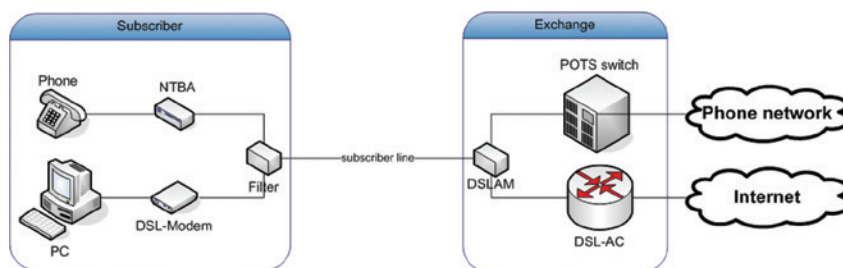 Subscriber
Exchange
Phone
NTBA
POTS switch
Phone network
subscriber line
Filter
DSLAM
Internet
PC
DSL-Modem
DSL-AC